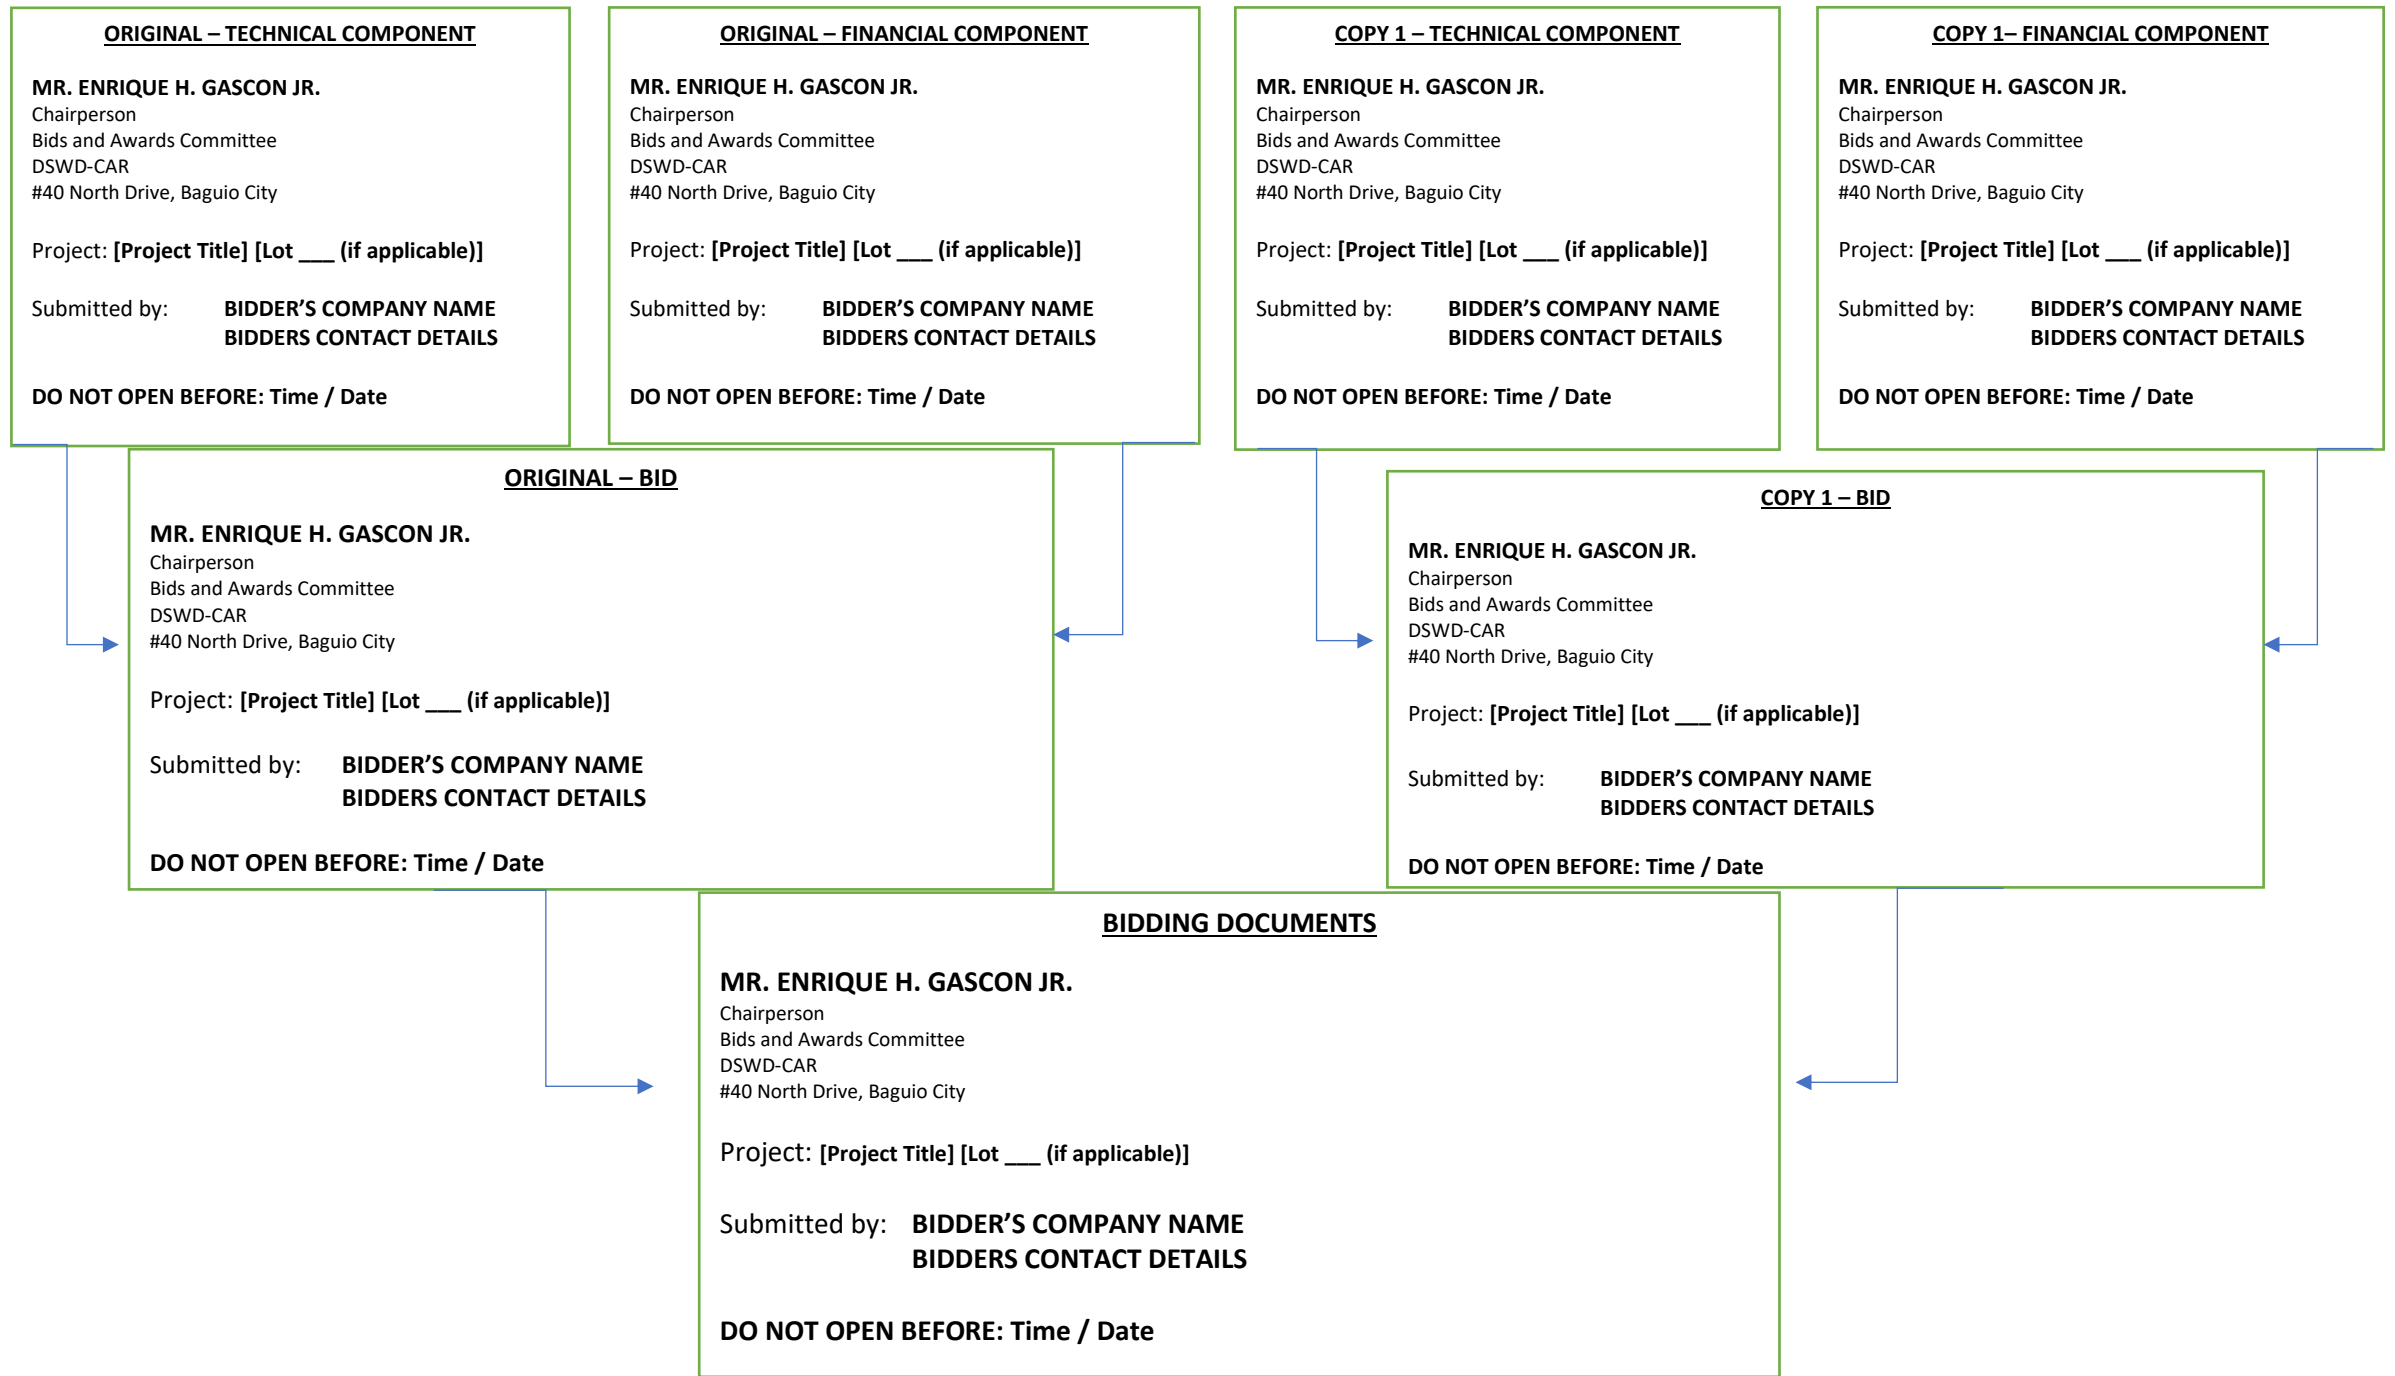 ORIGINAL – TECHNICAL COMPONENT
MR. ENRIQUE H. GASCON JR.
Chairperson
Bids and Awards Committee
DSWD-CAR
#40 North Drive, Baguio City
Project: [Project Title] [Lot ___ (if applicable)]
Submitted by: BIDDER’S COMPANY NAME
BIDDERS CONTACT DETAILS
DO NOT OPEN BEFORE: Time / Date
ORIGINAL – FINANCIAL COMPONENT
MR. ENRIQUE H. GASCON JR.
Chairperson
Bids and Awards Committee
DSWD-CAR
#40 North Drive, Baguio City
Project: [Project Title] [Lot ___ (if applicable)]
Submitted by: BIDDER’S COMPANY NAME
BIDDERS CONTACT DETAILS
DO NOT OPEN BEFORE: Time / Date
COPY 1 – TECHNICAL COMPONENT
MR. ENRIQUE H. GASCON JR.
Chairperson
Bids and Awards Committee
DSWD-CAR
#40 North Drive, Baguio City
Project: [Project Title] [Lot ___ (if applicable)]
Submitted by: BIDDER’S COMPANY NAME
BIDDERS CONTACT DETAILS
DO NOT OPEN BEFORE: Time / Date
COPY 1– FINANCIAL COMPONENT
MR. ENRIQUE H. GASCON JR.
Chairperson
Bids and Awards Committee
DSWD-CAR
#40 North Drive, Baguio City
Project: [Project Title] [Lot ___ (if applicable)]
Submitted by: BIDDER’S COMPANY NAME
BIDDERS CONTACT DETAILS
DO NOT OPEN BEFORE: Time / Date
ORIGINAL – BID
MR. ENRIQUE H. GASCON JR.
Chairperson
Bids and Awards Committee
DSWD-CAR
#40 North Drive, Baguio City
Project: [Project Title] [Lot ___ (if applicable)]
Submitted by: BIDDER’S COMPANY NAME
BIDDERS CONTACT DETAILS
DO NOT OPEN BEFORE: Time / Date
COPY 1 – BID
MR. ENRIQUE H. GASCON JR.
Chairperson
Bids and Awards Committee
DSWD-CAR
#40 North Drive, Baguio City
Project: [Project Title] [Lot ___ (if applicable)]
Submitted by: BIDDER’S COMPANY NAME
BIDDERS CONTACT DETAILS
DO NOT OPEN BEFORE: Time / Date
BIDDING DOCUMENTS
MR. ENRIQUE H. GASCON JR.
Chairperson
Bids and Awards Committee
DSWD-CAR
#40 North Drive, Baguio City
Project: [Project Title] [Lot ___ (if applicable)]
Submitted by: BIDDER’S COMPANY NAME
BIDDERS CONTACT DETAILS
DO NOT OPEN BEFORE: Time / Date